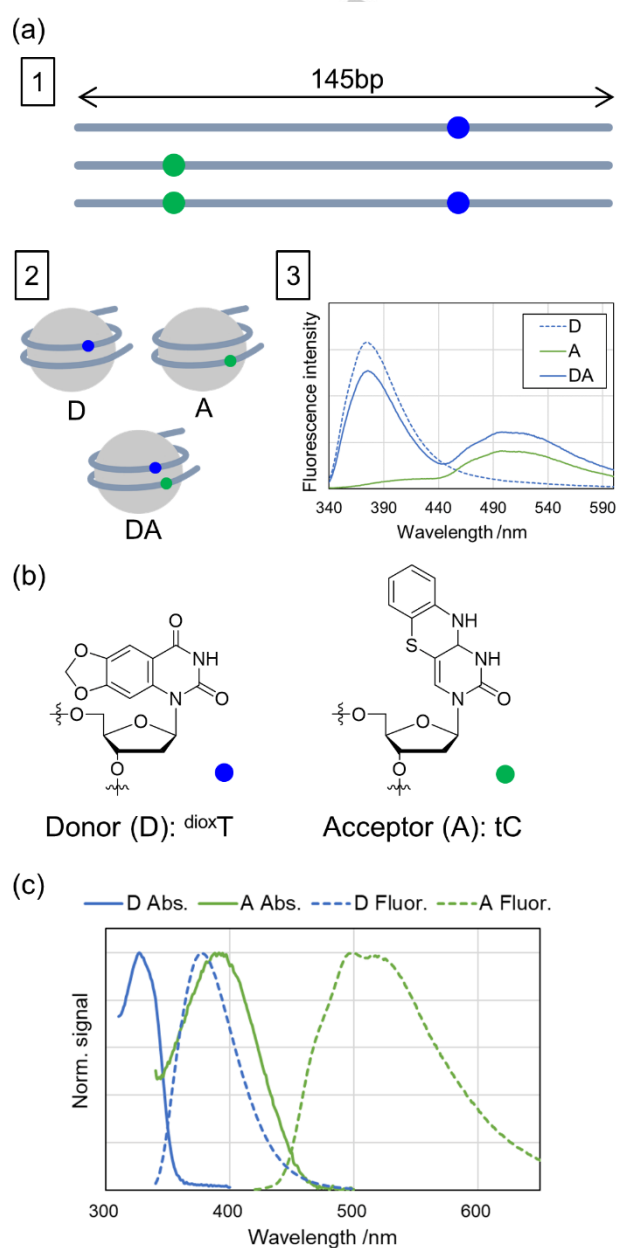 (a)
1
145bp
2
D
A
DA
3
Fluorescence intensity
D
A
DA
340 390 440 490 540 590
Wavelength /nm
(b)
O
O
O
NH
N
O
O
O
O
Donor (D): dioxT
NH
S
NH
N
O
O
O
O
Acceptor (A): tC
(c)
D Abs. A Abs. D Fluor. A Fluor.
Norm. signal
300 400 500 600
Wavelength /nm